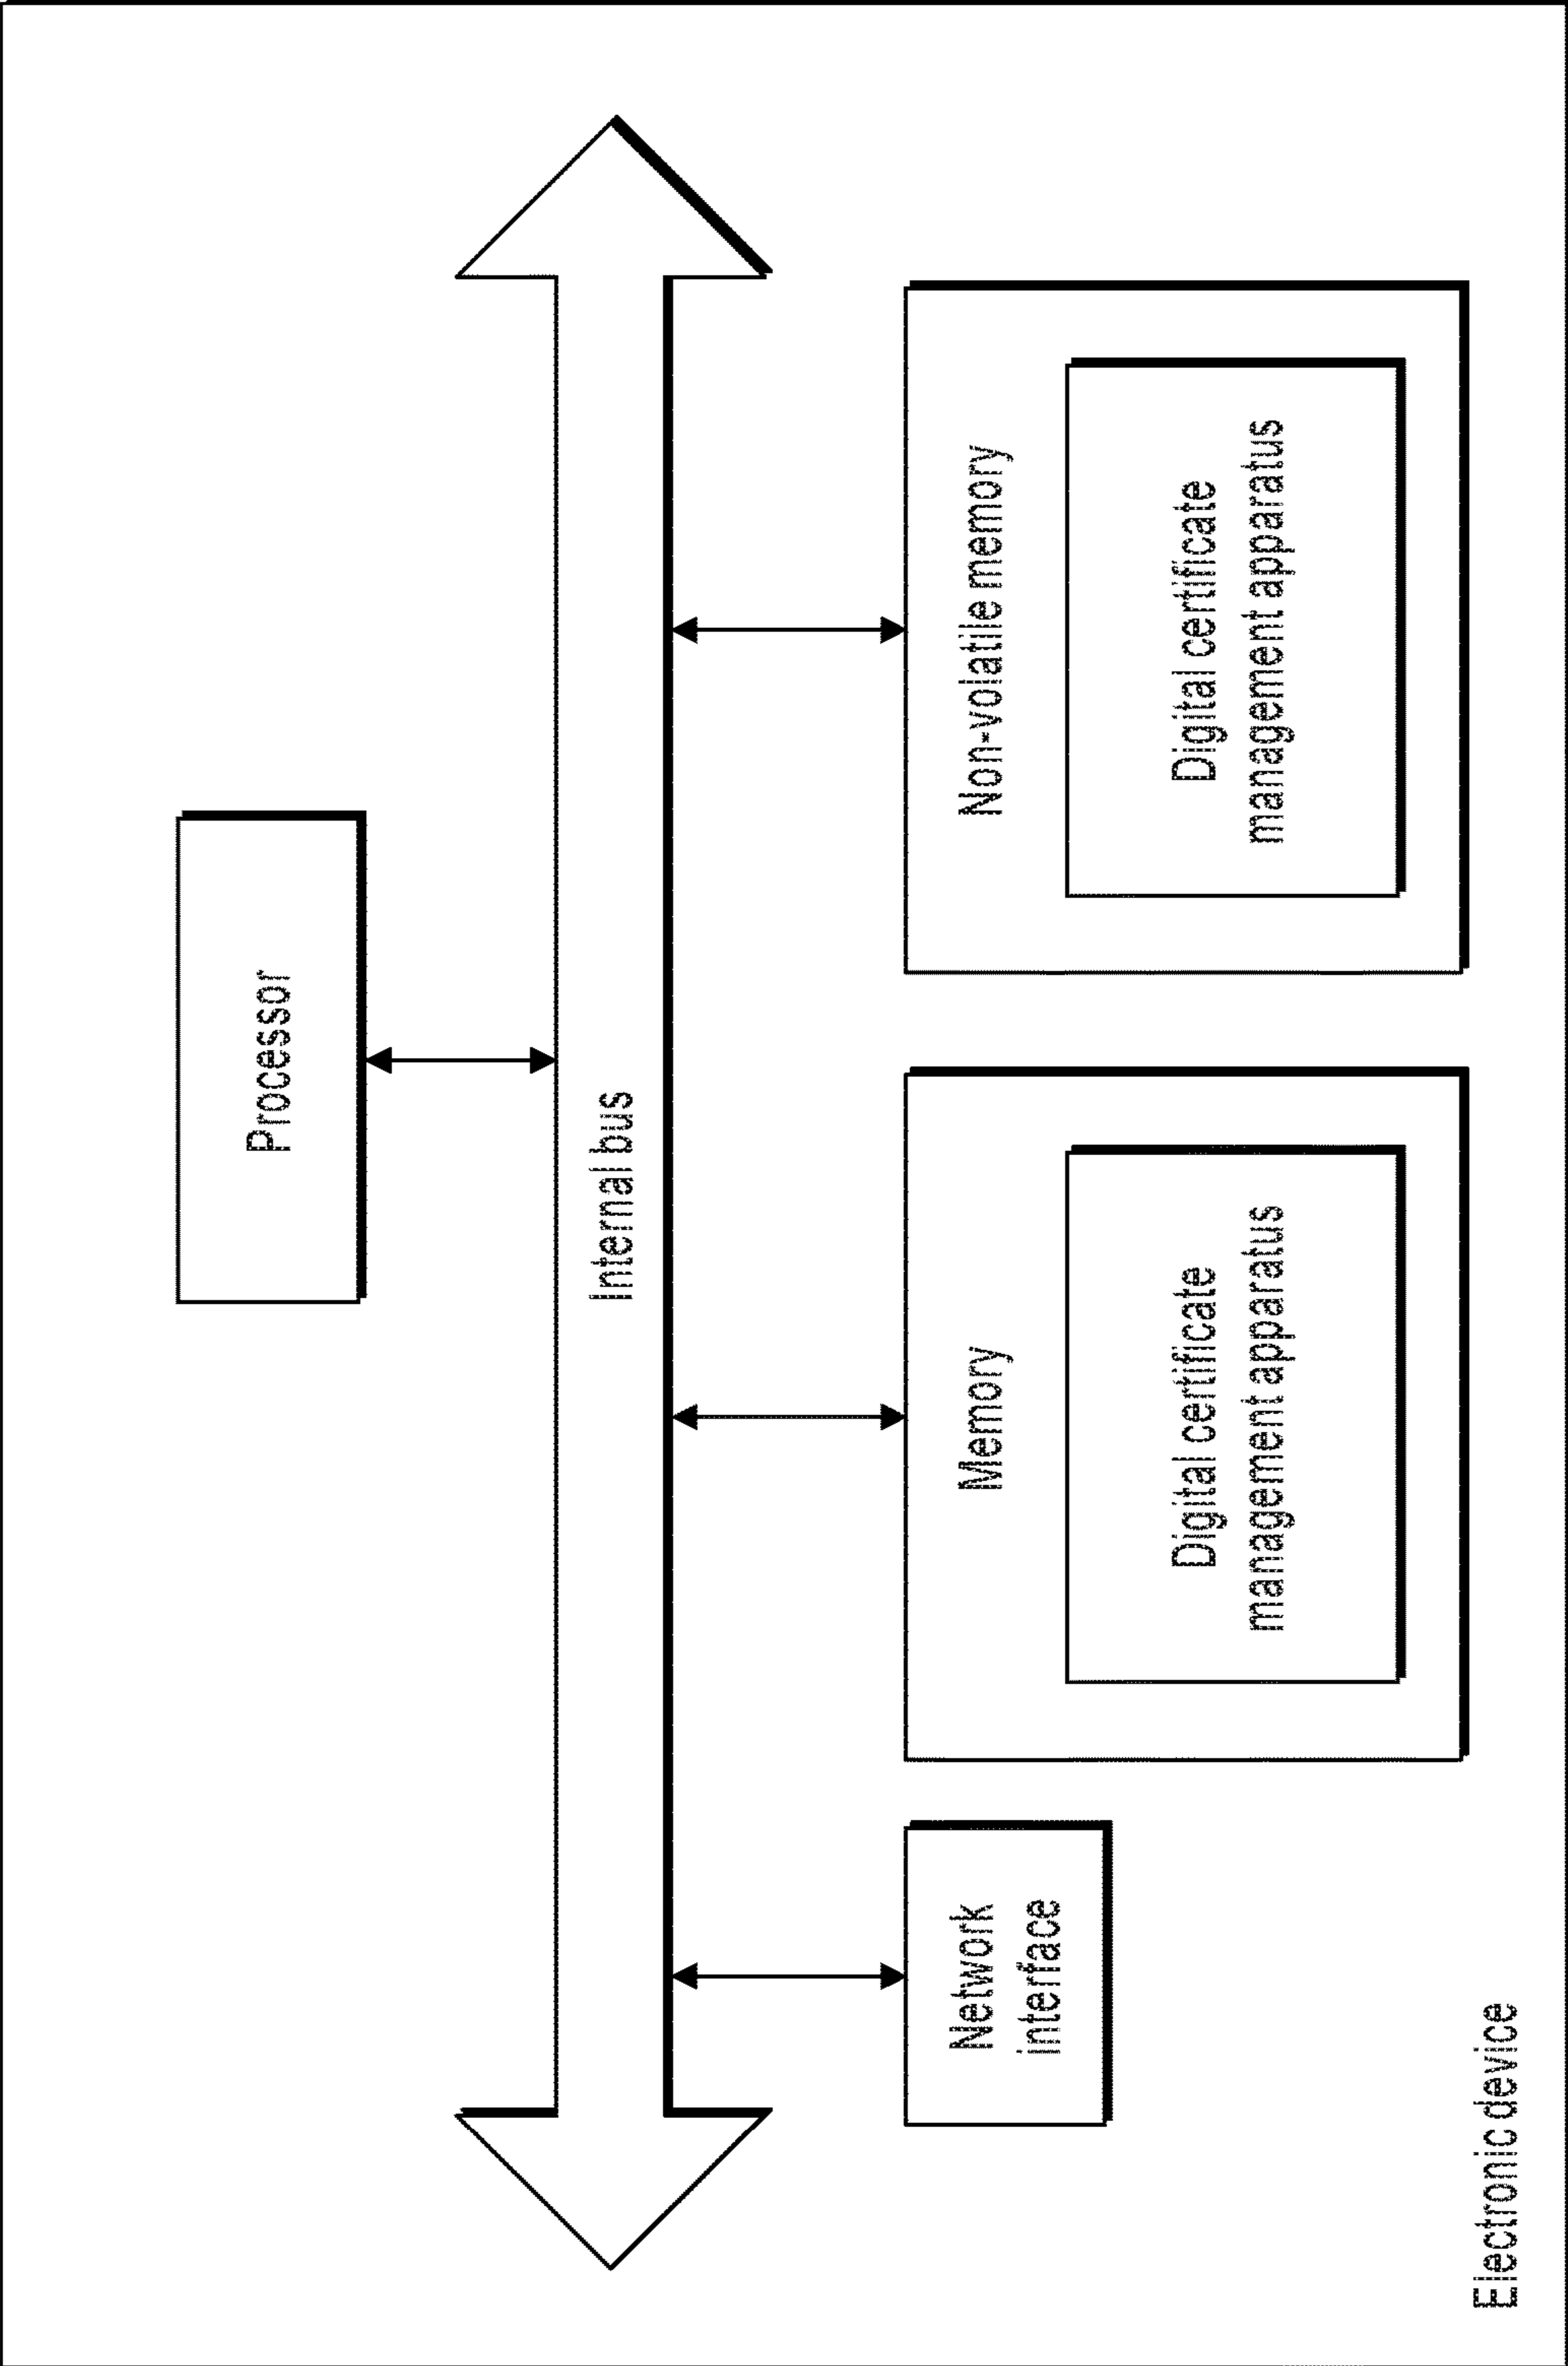 Processor
Internal bus
Network
interface
Memory
Digital certificate
management apparatus
Non-volatile memory
Digital certificate
management apparatus
Electronic device